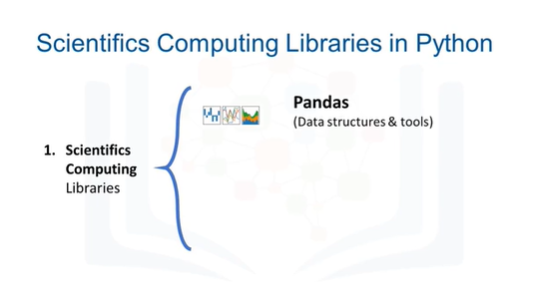 Scientifics Computing Libraries in Python
Pandas
(Data structures & tools)
1. Scientifics
Computing
Libraries